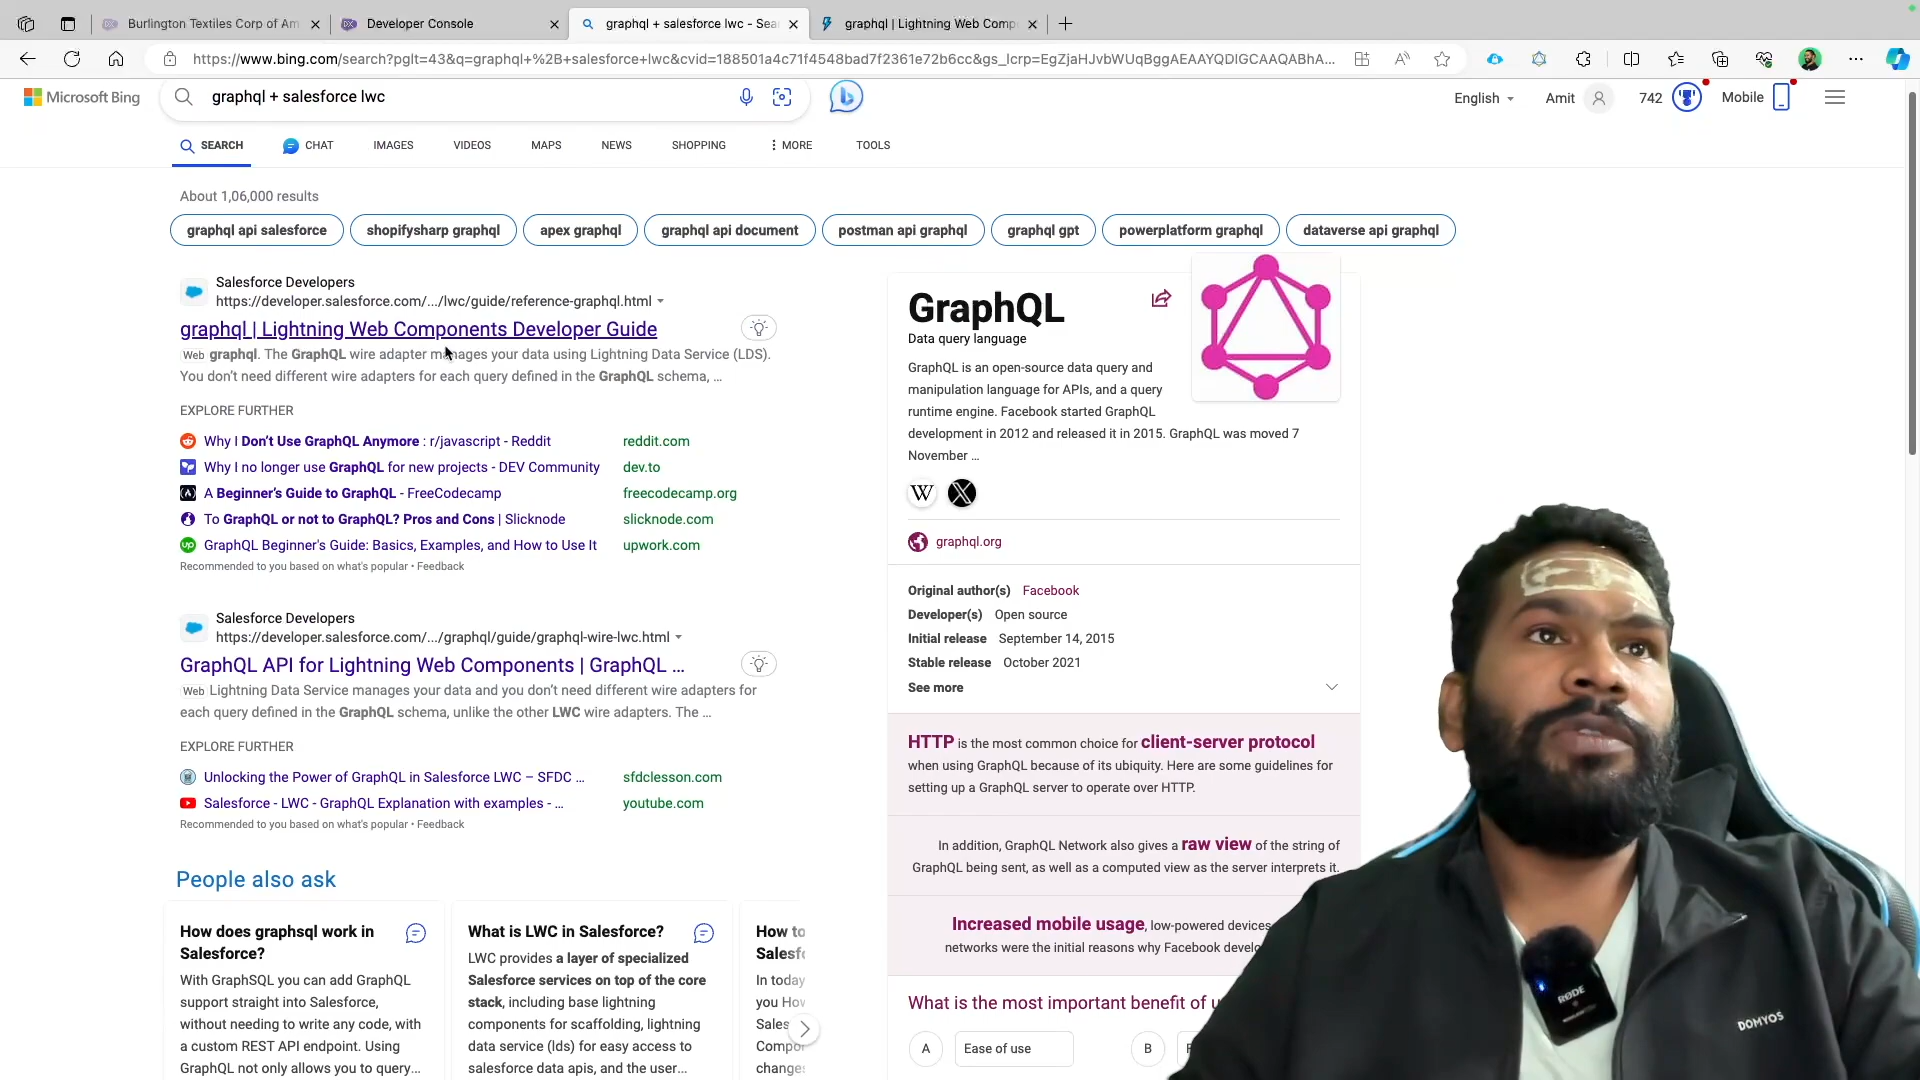 Burlington Textiles Corp of Am
Developer Console
graphql + salesforce lwc - Sea
graphql | Lightning Web Comp
https://www.bing.com/search?pglt=43&q=graphql+%2B+salesforce+lwc&cvid=188501a4c71f4548bad7f2361e72b6cc&gs_lcrp=EgZjaHJvbWUqBggAEAAYQDIGCAAQABhA...
Microsoft Bing
graphql + salesforce lwc
English
Amit
742
Mobile
SEARCH
CHAT
IMAGES
VIDEOS
MAPS
NEWS
SHOPPING
MORE
TOOLS
About 1,06,000 results
graphql api salesforce
shopifysharp graphql
apex graphql
graphql api document
postman api graphql
graphql gpt
powerplatform graphql
dataverse api graphql
Salesforce Developers
https://developer.salesforce.com/.../lwc/guide/reference-graphql.html
graphql | Lightning Web Components Developer Guide
Web graphql. The GraphQL wire adapter manages your data using Lightning Data Service (LDS).
You don't need different wire adapters for each query defined in the GraphQL schema, ...
EXPLORE FURTHER
Why I Don't Use GraphQL Anymore : r/javascript - Reddit reddit.com
Why I no longer use GraphQL for new projects - DEV Community dev.to
A Beginner's Guide to GraphQL - FreeCodecamp freecodecamp.org
To GraphQL or not to GraphQL? Pros and Cons | Slicknode slicknode.com
up GraphQL Beginner's Guide: Basics, Examples, and How to Use It upwork.com
Recommended to you based on what's popular • Feedback
Salesforce Developers
https://developer.salesforce.com/.../graphql/guide/graphql-wire-lwc.html
GraphQL API for Lightning Web Components | GraphQL ...
Web Lightning Data Service manages your data and you don't need different wire adapters for
each query defined in the GraphQL schema, unlike the other LWC wire adapters. The ...
EXPLORE FURTHER
Unlocking the Power of GraphQL in Salesforce LWC – SFDC ... sfdclesson.com
Salesforce - LWC - GraphQL Explanation with examples - ... youtube.com
Recommended to you based on what's popular • Feedback
People also ask
How does graphsql work in
Salesforce?
With GraphSQL you can add GraphQL
support straight into Salesforce,
without needing to write any code, with
a custom REST API endpoint. Using
GraphQL not only allows you to query...
What is LWC in Salesforce?
LWC provides a layer of specialized
Salesforce services on top of the core
stack, including base lightning
components for scaffolding, lightning
data service (lds) for easy access to
salesforce data apis, and the user...
How to
Salesfo
In today
you How
Sales
Compo
changes
GraphQL
Data query language
GraphQL is an open-source data query and
manipulation language for APIs, and a query
runtime engine. Facebook started GraphQL
development in 2012 and released it in 2015. GraphQL was moved 7
November ...
W
X
graphql.org
Original author(s) Facebook
Developer(s) Open source
Initial release September 14, 2015
Stable release October 2021
See more
HTTP is the most common choice for client-server protocol
when using GraphQL because of its ubiquity. Here are some guidelines for
setting up a GraphQL server to operate over HTTP.
In addition, GraphQL Network also gives a raw view of the string of
GraphQL being sent, as well as a computed view as the server interprets it.
Increased mobile usage, low-powered devices
networks were the initial reasons why Facebook develo
What is the most important benefit of u
A
Ease of use
B
RØDE
DOMYOS